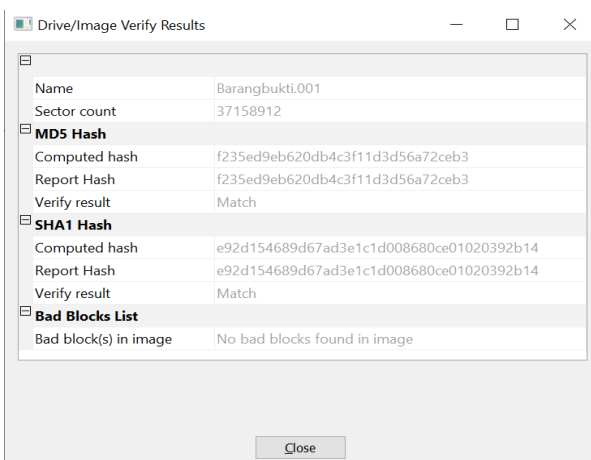 Drive/Image Verify Results
Name Barangbukti.001
Sector count 37158912
MD5 Hash
Computed hash f235ed9eb620db4c3f11d3d56a72ceb3
Report Hash f235ed9eb620db4c3f11d3d56a72ceb3
Verify result Match
SHA1 Hash
Computed hash e92d154689d67ad3e1c1d008680ce01020392b14
Report Hash e92d154689d67ad3e1c1d008680ce01020392b14
Verify result Match
Bad Blocks List
Bad block(s) in image No bad blocks found in image
Close